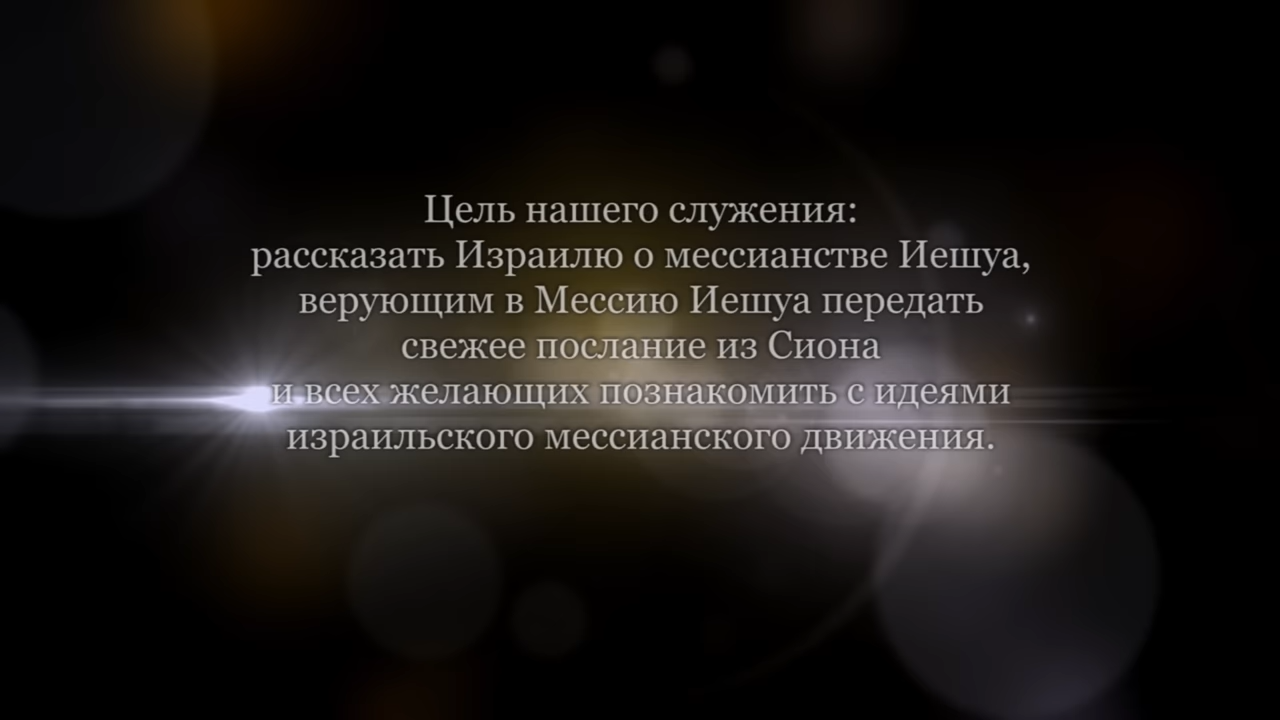 Цель нашего служения:
рассказать Израилю о мессианстве Иешуа,
верующим в Мессию Иешуа передать
свежее послание из Сиона
и всех желающих познакомить с идеями
израильского мессианского движения.